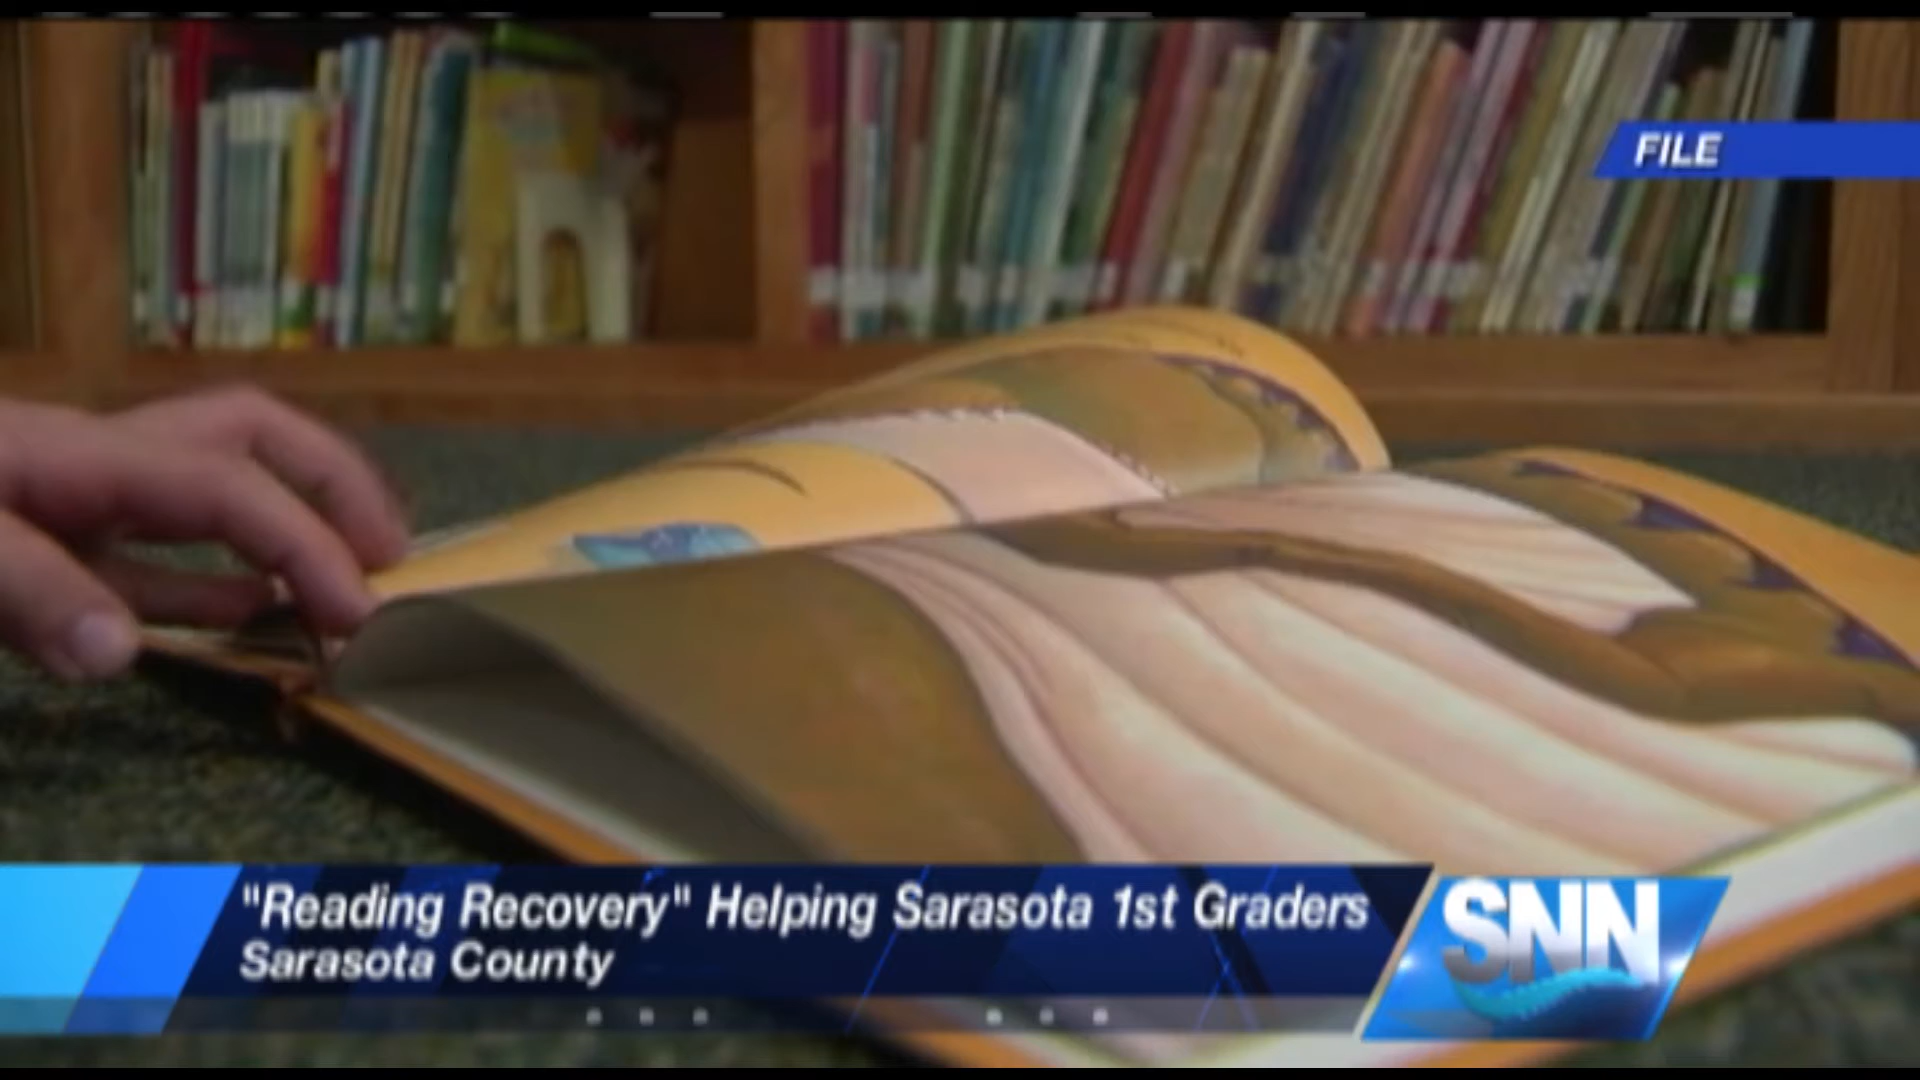 FILE
"Reading Recovery" Helping Sarasota 1st Graders
Sarasota County
SNN